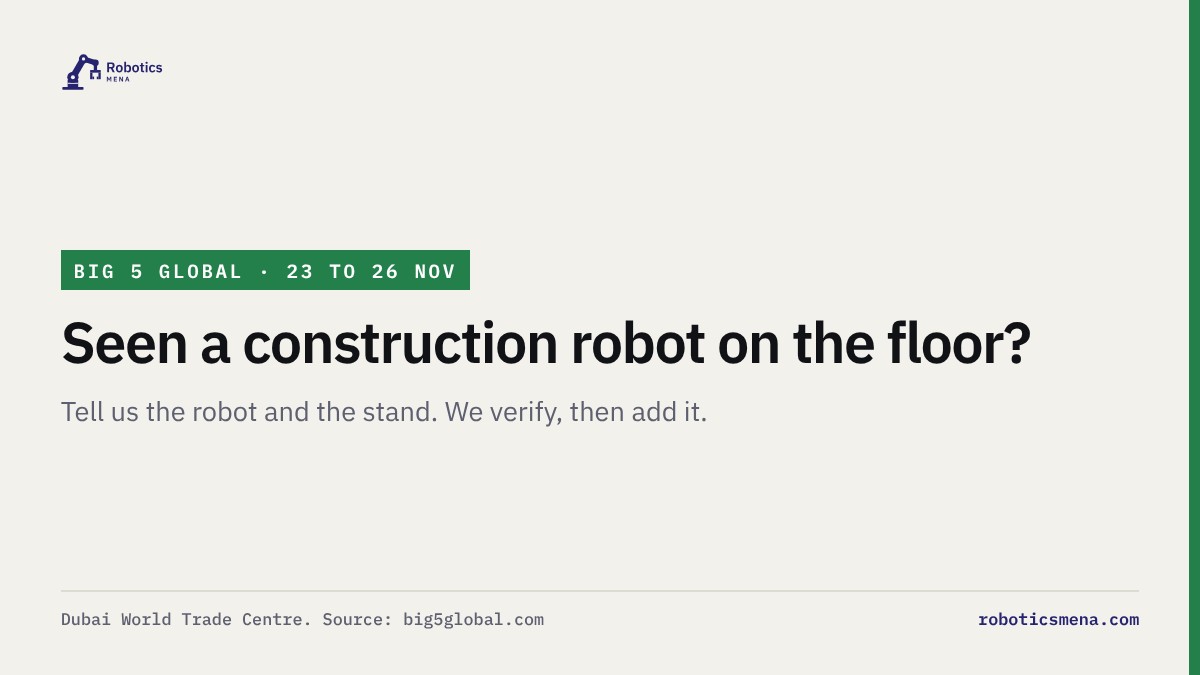 Robotics
MENA
BIG 5 GLOBAL · 23 TO 26 NOV
Seen a construction robot on the floor?
Tell us the robot and the stand. We verify, then add it.
Dubai World Trade Centre. Source: big5global.com
roboticsmena.com